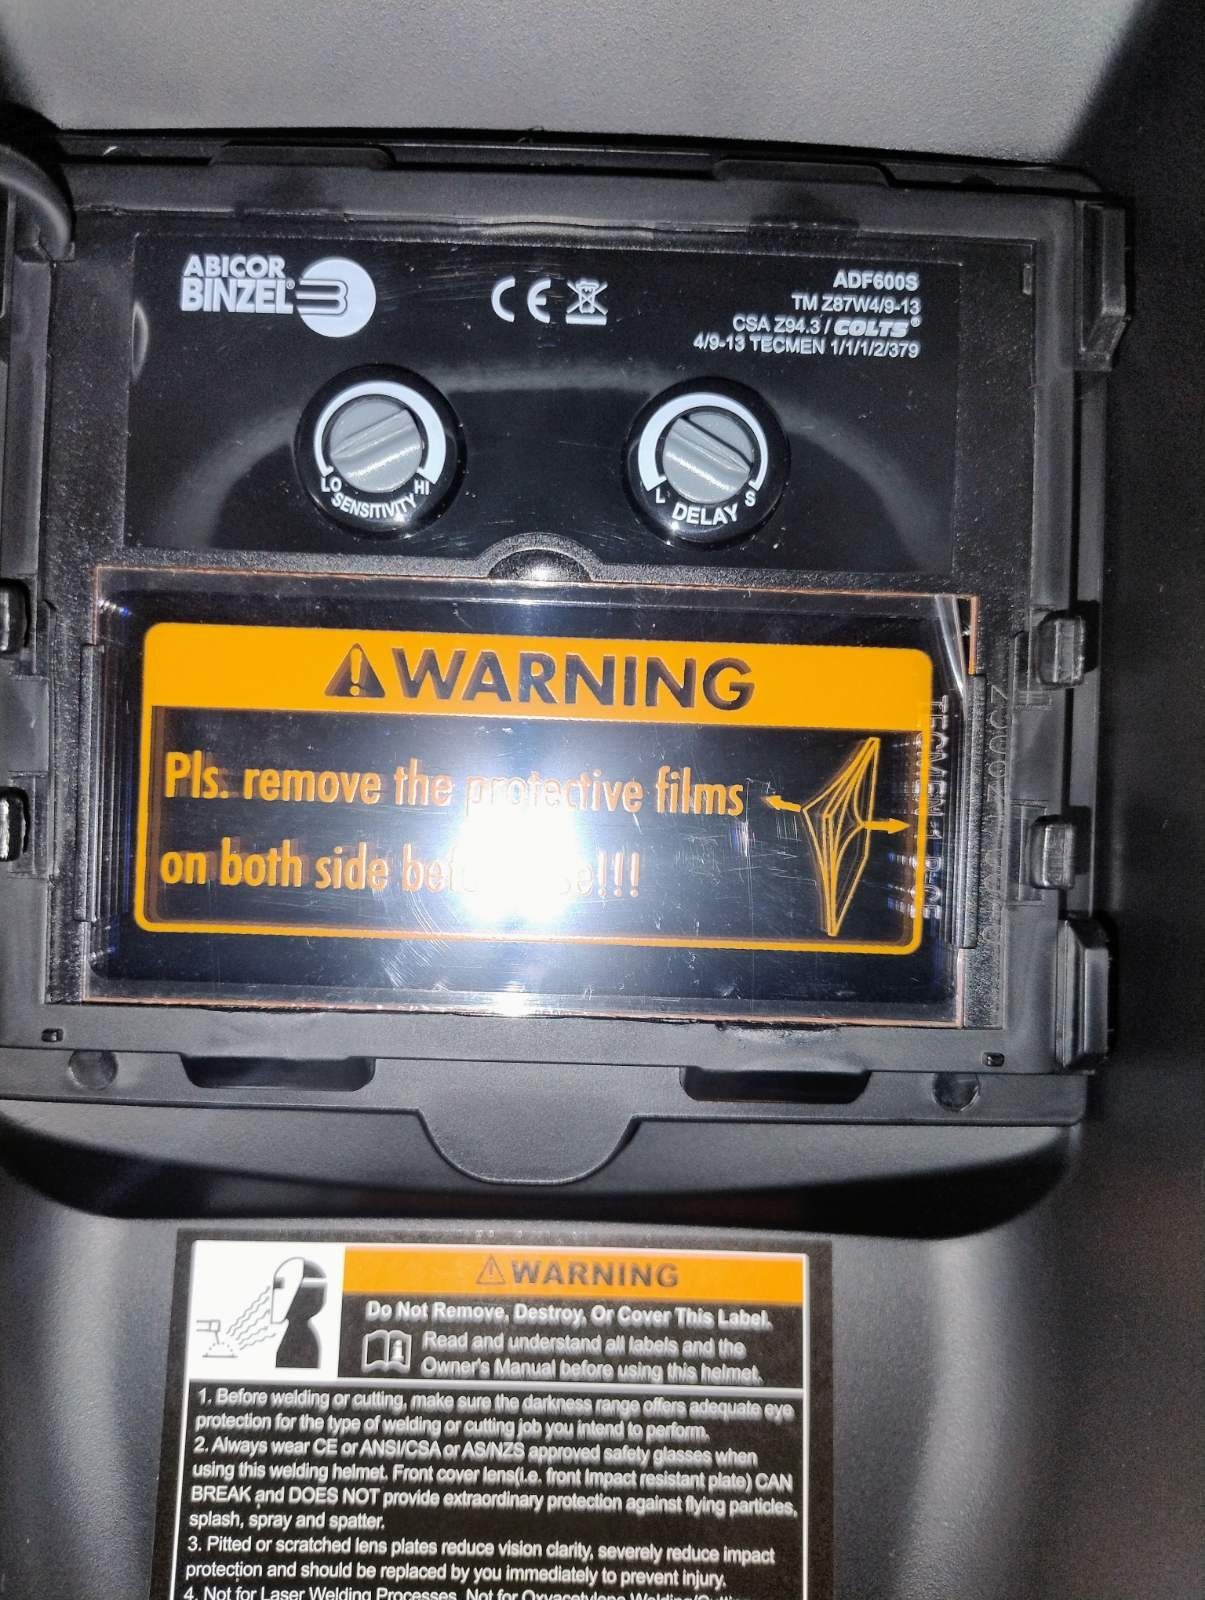 ABICOR
BINZEL®
CE
ADF600S
TM Z87W4/9-13
CSA Z94.3 / COLTS®
4/9-13 TECMEN 1/1/1/2/379
LO HI
SENSITIVITY
L S
DELAY
WARNING
Pls. remove the protective films
on both side be !!!
TECMEN 1
WARNING
Do Not Remove, Destroy, Or Cover This Label.
Read and understand all labels and the
Owner's Manual before using this helmet.
1. Before welding or cutting, make sure the darkness range offers adequate eye
protection for the type of welding or cutting job you intend to perform.
2. Always wear CE or ANSI/CSA or AS/NZS approved safety glasses when
using this welding helmet. Front cover lens(i.e. front Impact resistant plate) CAN
BREAK and DOES NOT provide extraordinary protection against flying particles,
splash, spray and spatter.
3. Pitted or scratched lens plates reduce vision clarity, severely reduce impact
protection and should be replaced by you immediately to prevent injury.
4. Not for Laser Welding Processes, Not for Oxyacetylene Welding/